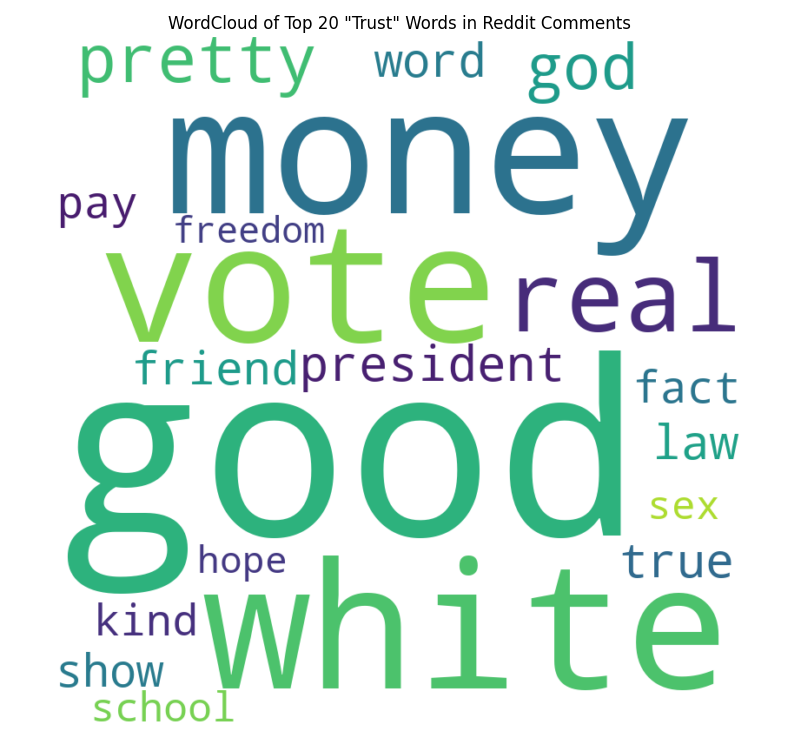 WordCloud of Top 20 "Trust" Words in Reddit Comments
pretty word god
money
pay
freedom
vote real
friend president
fact
good
law
sex
hope true
white
kind
show
school